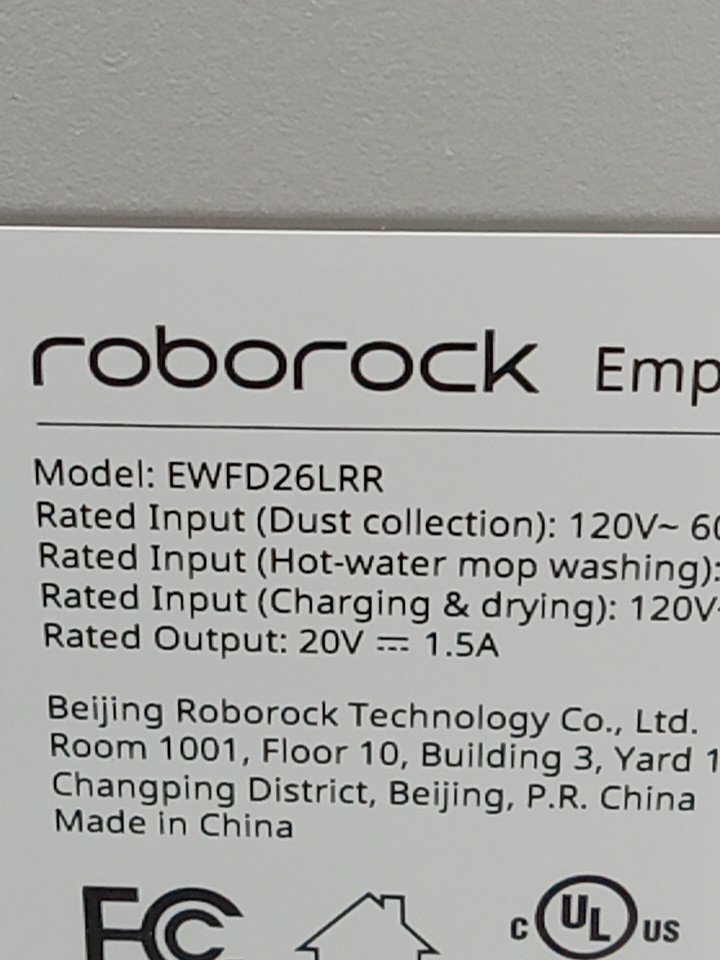 roborock Emp
Model: EWFD26LRR
Rated Input (Dust collection): 120V~ 60
Rated Input (Hot-water mop washing):
Rated Input (Charging & drying): 120V~
Rated Output: 20V ⎓ 1.5A
Beijing Roborock Technology Co., Ltd.
Room 1001, Floor 10, Building 3, Yard 1
Changping District, Beijing, P.R. China
Made in China
FC
c UL US